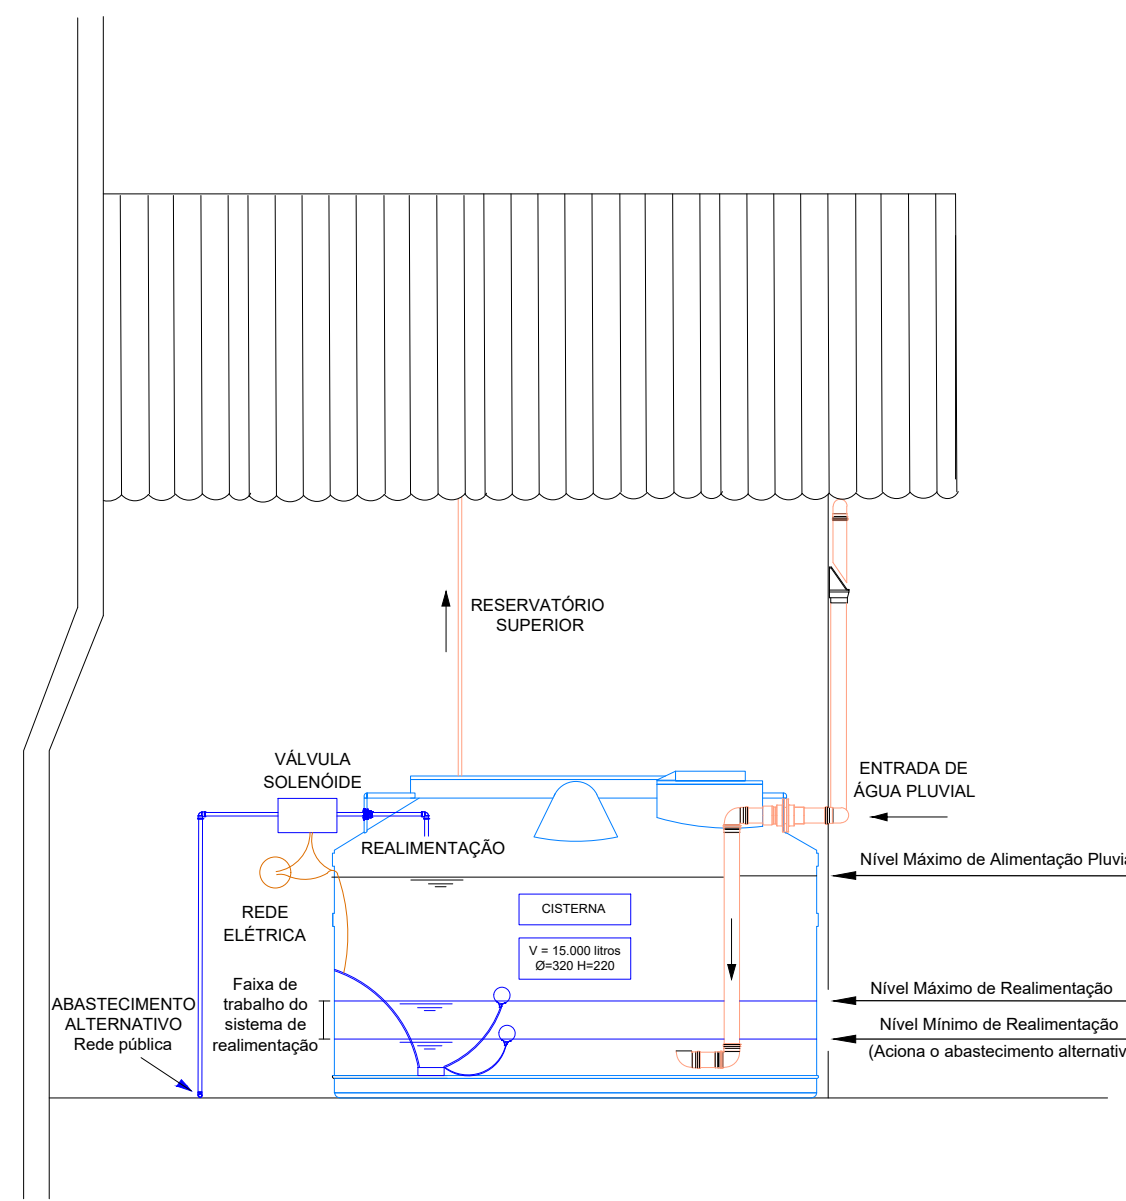 RESERVATÓRIO
SUPERIOR
VÁLVULA
SOLENÓIDE
ENTRADA DE
ÁGUA PLUVIAL
REALIMENTAÇÃO
Nível Máximo de Alimentação Pluvia
CISTERNA
REDE
ELÉTRICA
V = 15.000 litros
Ø=320 H=220
Faixa de
trabalho do
sistema de
realimentação
Nível Máximo de Realimentação
ABASTECIMENTO
ALTERNATIVO
Rede pública
Nível Mínimo de Realimentação
(Aciona o abastecimento alternativ